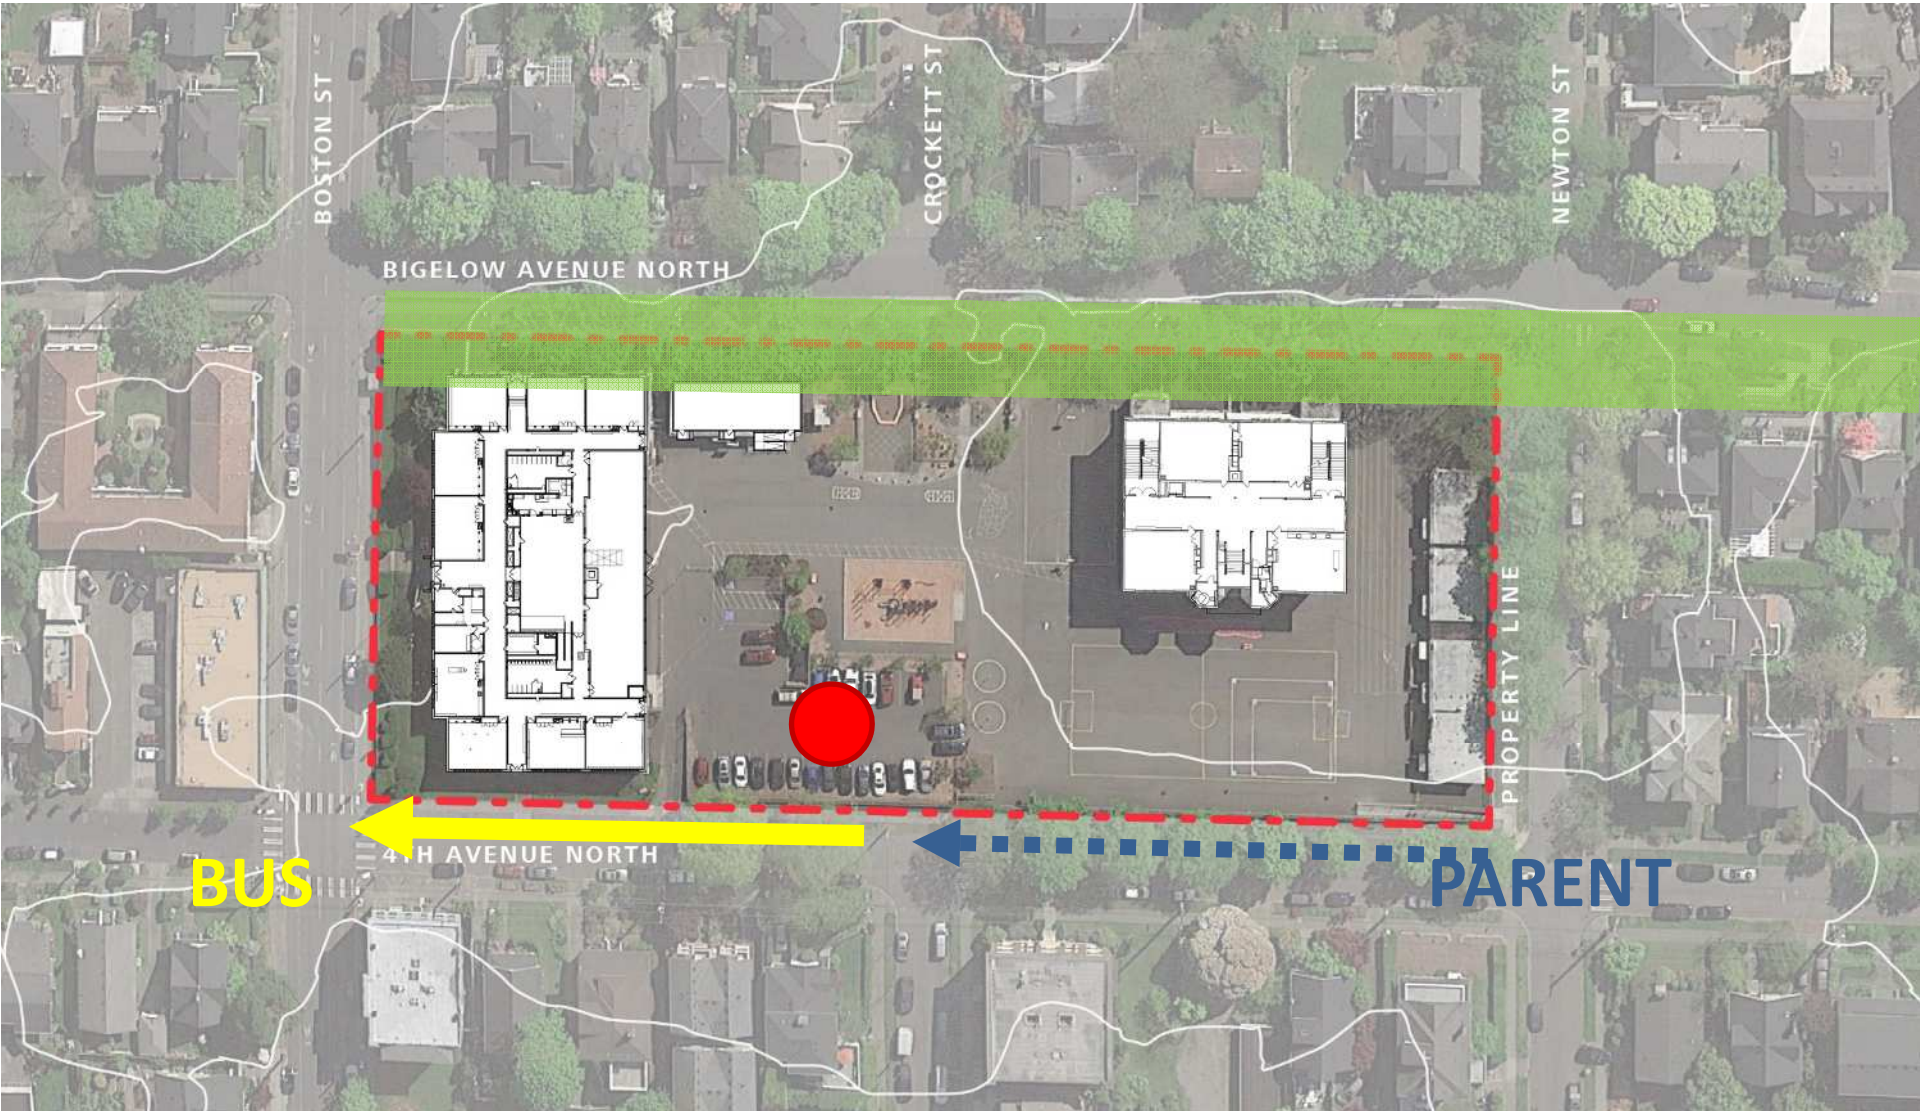 BOSTON ST
CROCKETT ST
NEWTON ST
BIGELOW AVENUE NORTH
PROPERTY LINE
4TH AVENUE NORTH
BUS
PARENT